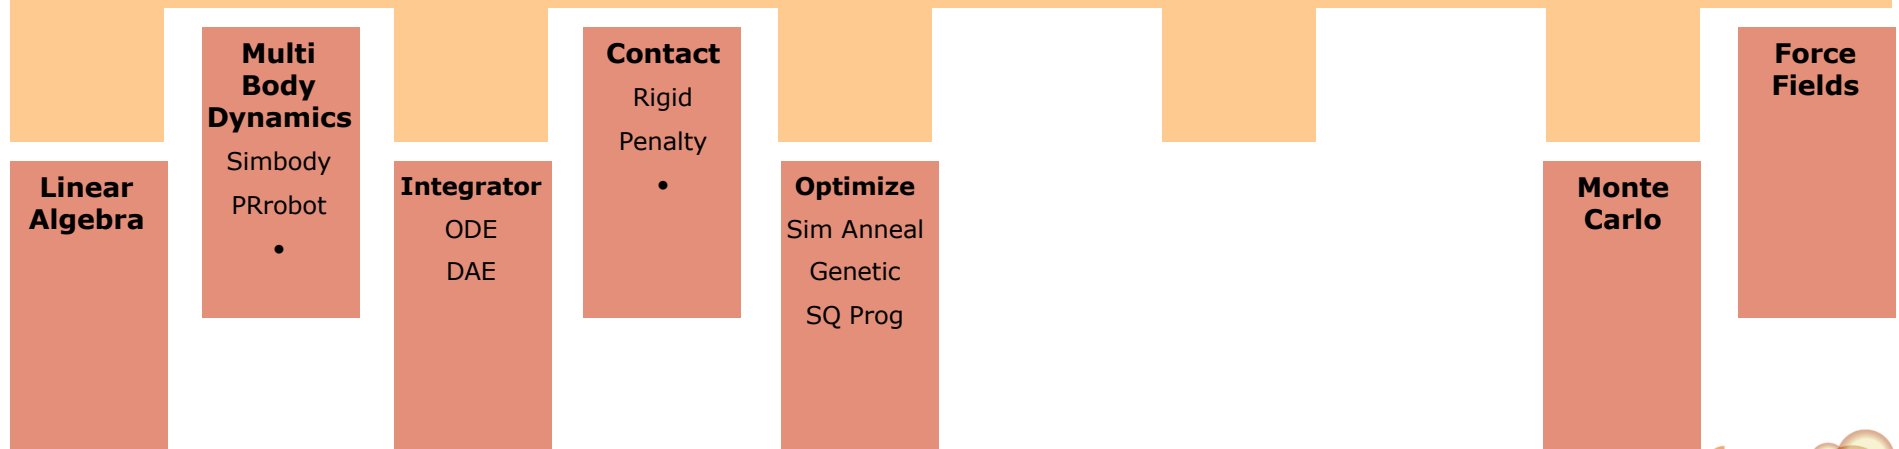 Linear
Algebra
Multi
Body
Dynamics
Simbody
PRrobot
•
Integrator
ODE
DAE
Contact
Rigid
Penalty
•
Optimize
Sim Anneal
Genetic
SQ Prog
Monte
Carlo
Force
Fields